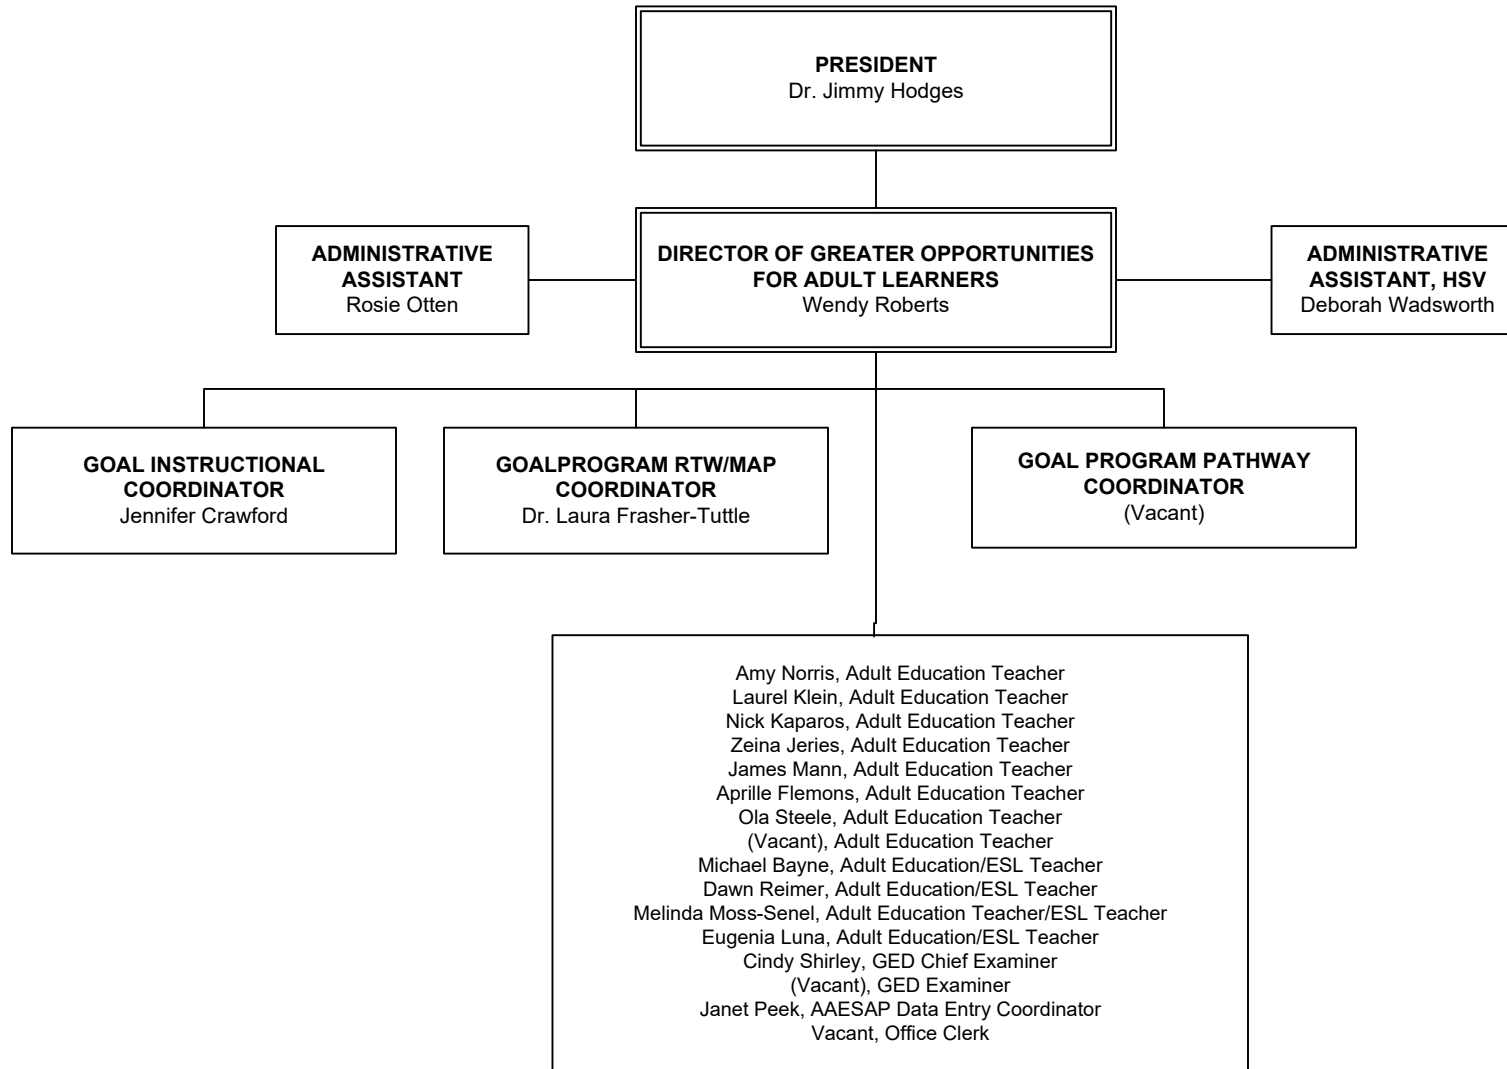 PRESIDENT
Dr. Jimmy Hodges
ADMINISTRATIVE
ASSISTANT
Rosie Otten
DIRECTOR OF GREATER OPPORTUNITIES
FOR ADULT LEARNERS
Wendy Roberts
ADMINISTRATIVE
ASSISTANT, HSV
Deborah Wadsworth
GOAL INSTRUCTIONAL
COORDINATOR
Jennifer Crawford
GOALPROGRAM RTW/MAP
COORDINATOR
Dr. Laura Frasher-Tuttle
GOAL PROGRAM PATHWAY
COORDINATOR
(Vacant)
Amy Norris, Adult Education Teacher
Laurel Klein, Adult Education Teacher
Nick Kaparos, Adult Education Teacher
Zeina Jeries, Adult Education Teacher
James Mann, Adult Education Teacher
Aprille Flemons, Adult Education Teacher
Ola Steele, Adult Education Teacher
(Vacant), Adult Education Teacher
Michael Bayne, Adult Education/ESL Teacher
Dawn Reimer, Adult Education/ESL Teacher
Melinda Moss-Senel, Adult Education Teacher/ESL Teacher
Eugenia Luna, Adult Education/ESL Teacher
Cindy Shirley, GED Chief Examiner
(Vacant), GED Examiner
Janet Peek, AAESAP Data Entry Coordinator
Vacant, Office Clerk